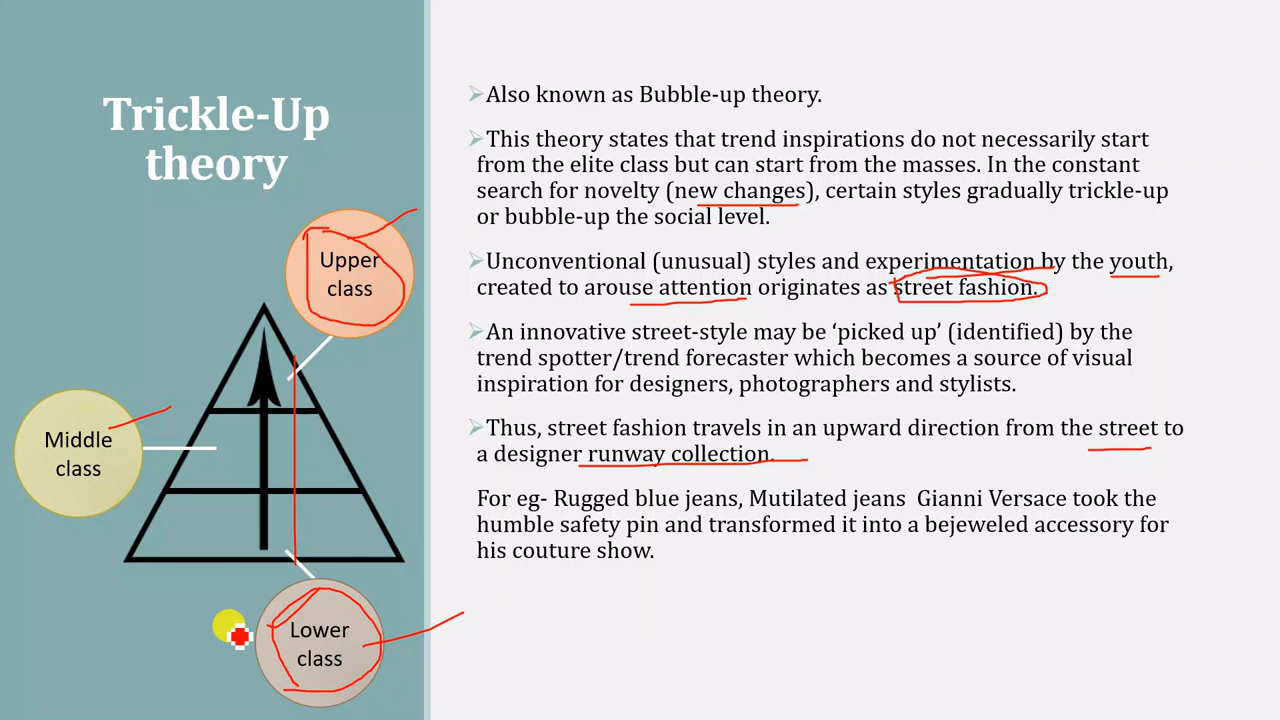 Trickle-Up
theory
Upper
class
Middle
class
Lower
class
Also known as Bubble-up theory.
This theory states that trend inspirations do not necessarily start
from the elite class but can start from the masses. In the constant
search for novelty (new changes), certain styles gradually trickle-up
or bubble-up the social level.
Unconventional (unusual) styles and experimentation by the youth,
created to arouse attention originates as street fashion.
An innovative street-style may be ‘picked up’ (identified) by the
trend spotter/trend forecaster which becomes a source of visual
inspiration for designers, photographers and stylists.
Thus, street fashion travels in an upward direction from the street to
a designer runway collection.
For eg- Rugged blue jeans, Mutilated jeans Gianni Versace took the
humble safety pin and transformed it into a bejeweled accessory for
his couture show.